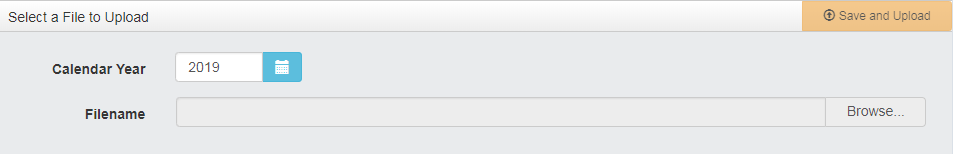 Select a File to Upload
Save and Upload
Calendar Year
2019
Filename
Browse...